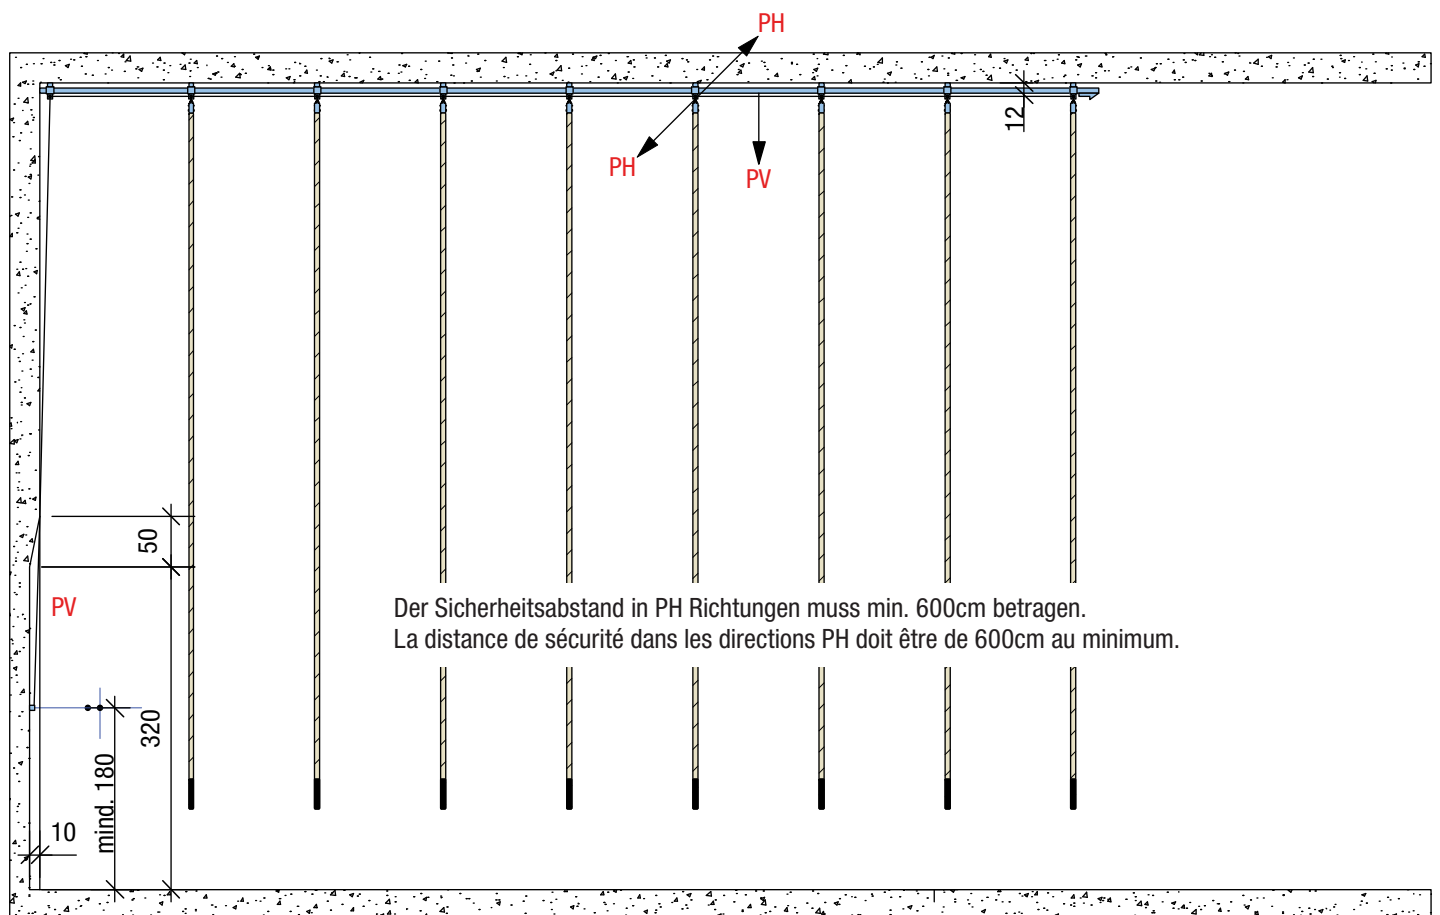 PH
12
PH
PV
50
PV
Der Sicherheitsabstand in PH Richtungen muss min. 600cm betragen.
La distance de sécurité dans les directions PH doit être de 600cm au minimum.
320
mind. 180
10